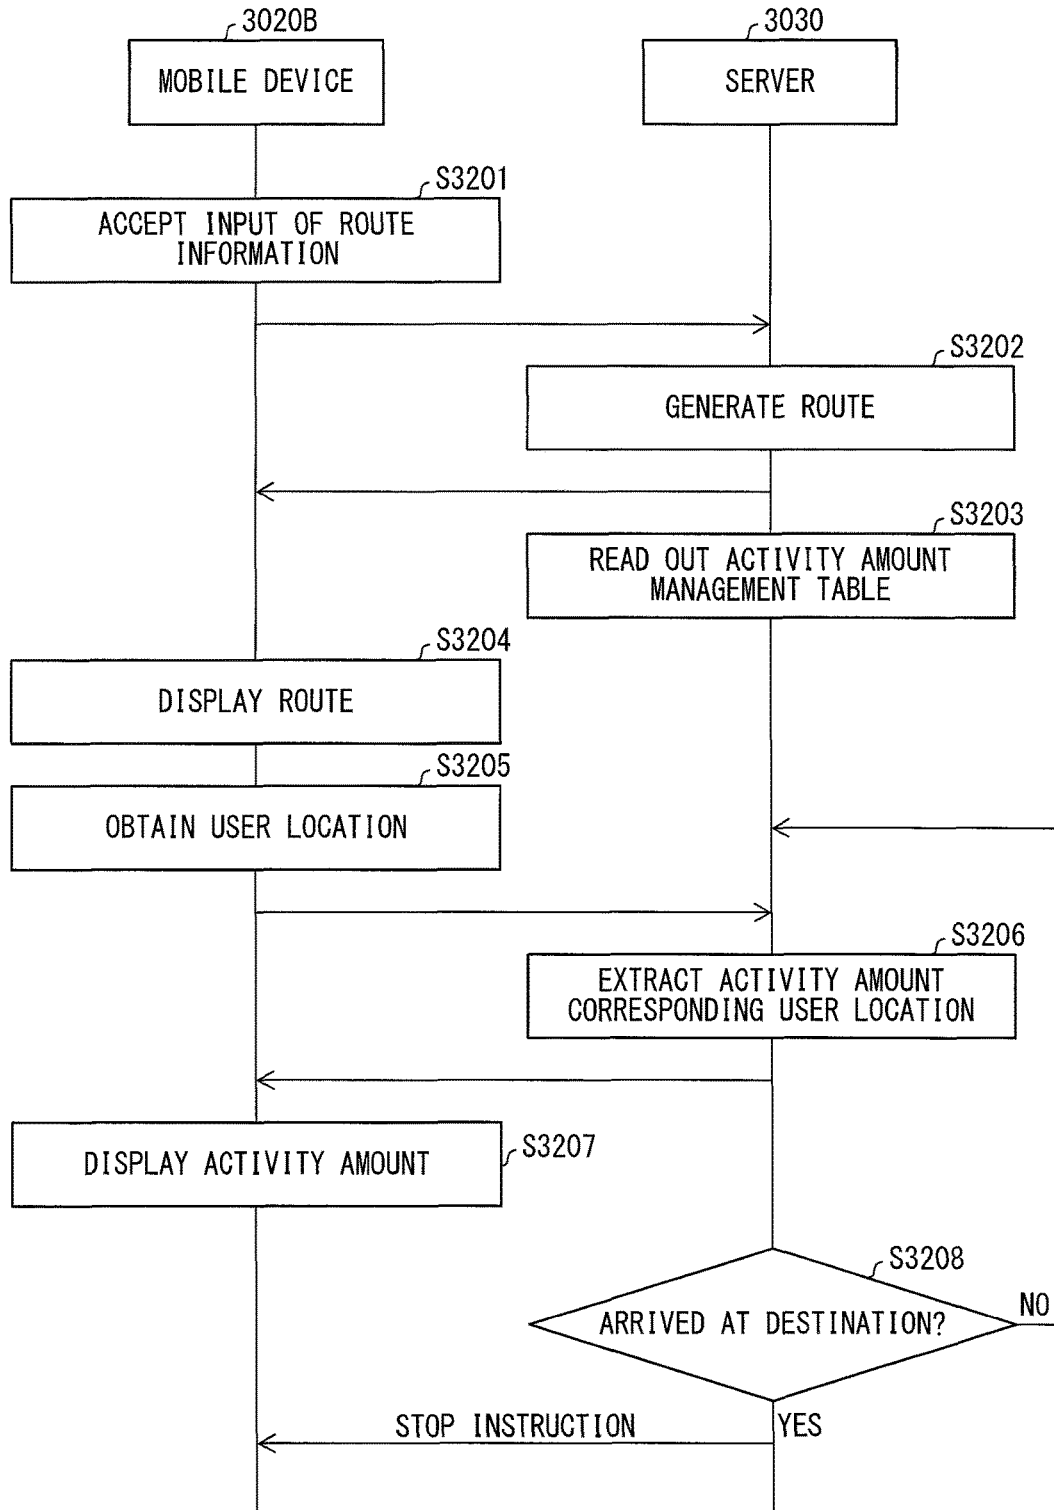 3020B
3030
MOBILE DEVICE
SERVER
S3201
ACCEPT INPUT OF ROUTE
INFORMATION
S3202
GENERATE ROUTE
S3203
READ OUT ACTIVITY AMOUNT
MANAGEMENT TABLE
S3204
DISPLAY ROUTE
S3205
OBTAIN USER LOCATION
S3206
EXTRACT ACTIVITY AMOUNT
CORRESPONDING USER LOCATION
S3207
DISPLAY ACTIVITY AMOUNT
S3208
ARRIVED AT DESTINATION?
NO
YES
STOP INSTRUCTION